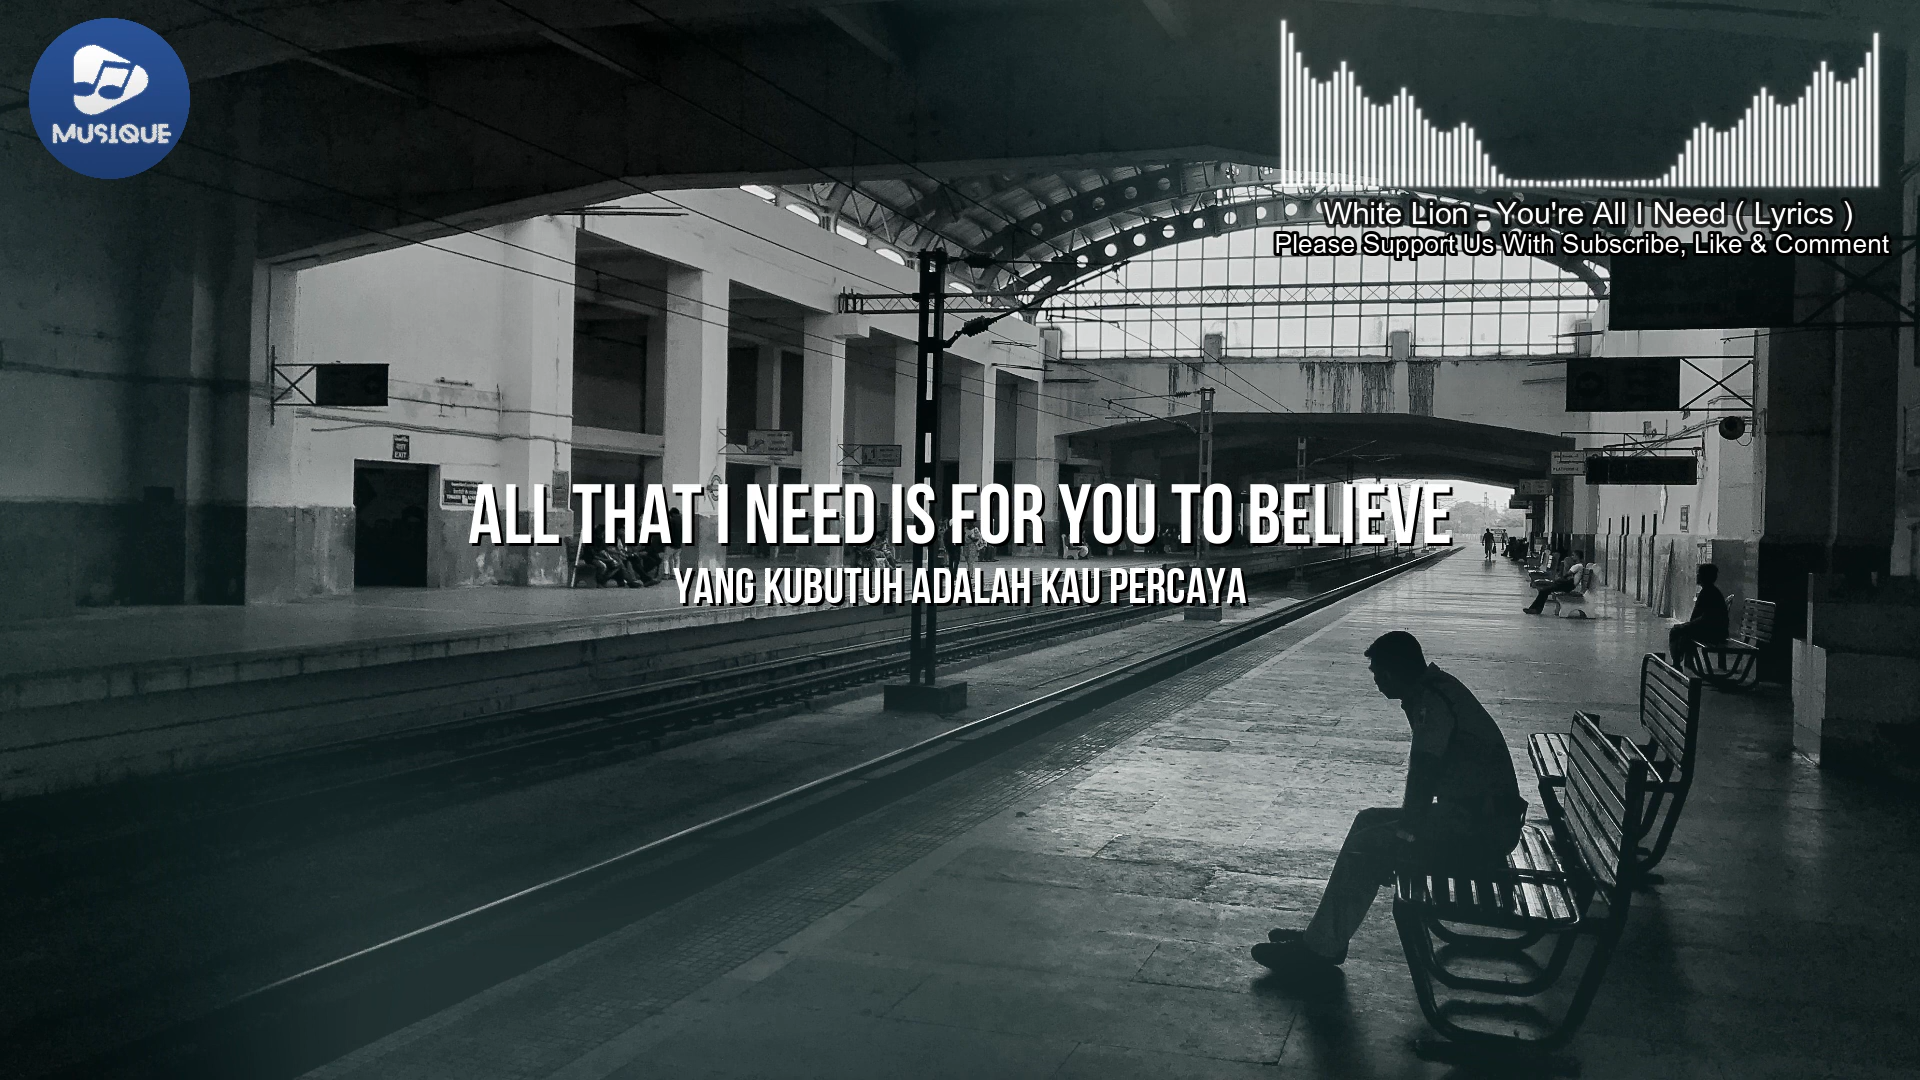 MUSIQUE
White Lion - You're All I Need ( Lyrics )
Please Support Us With Subscribe, Like & Comment
EXIT
ALL THAT I NEED IS FOR YOU TO BELIEVE
YANG KUBUTUH ADALAH KAU PERCAYA